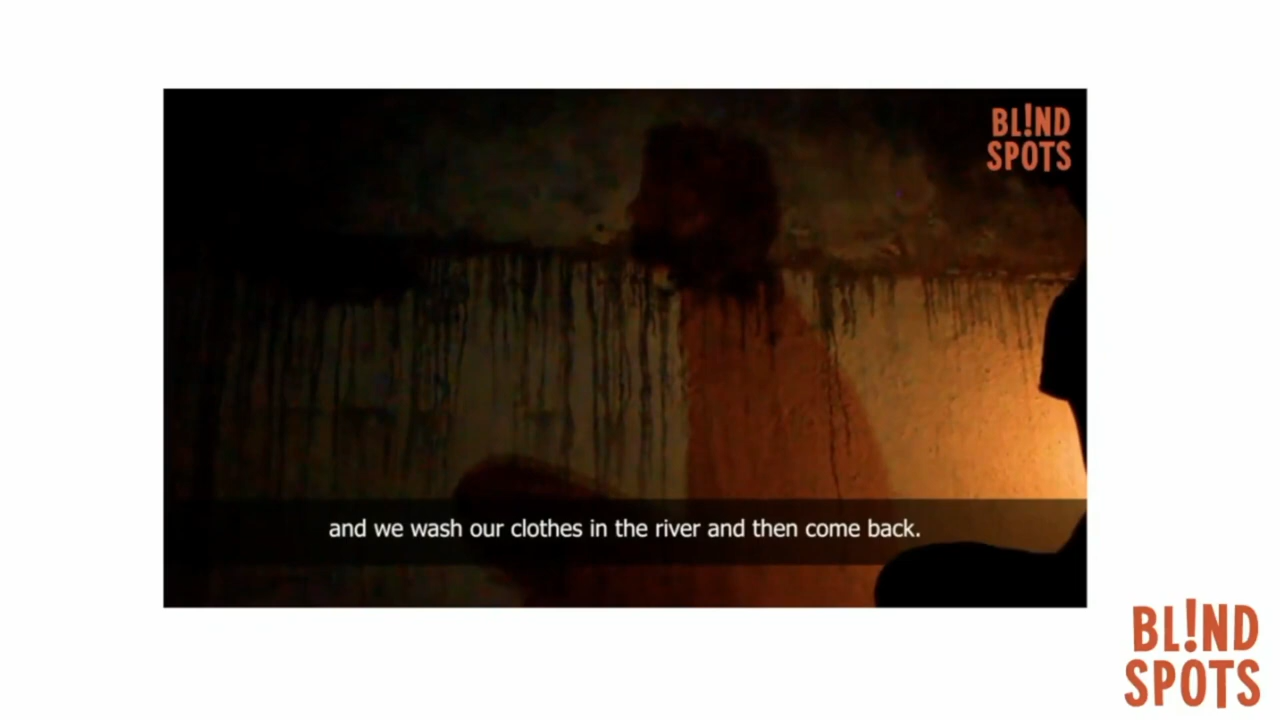 BL!ND
SPOTS
and we wash our clothes in the river and then come back.
BL!ND
SPOTS